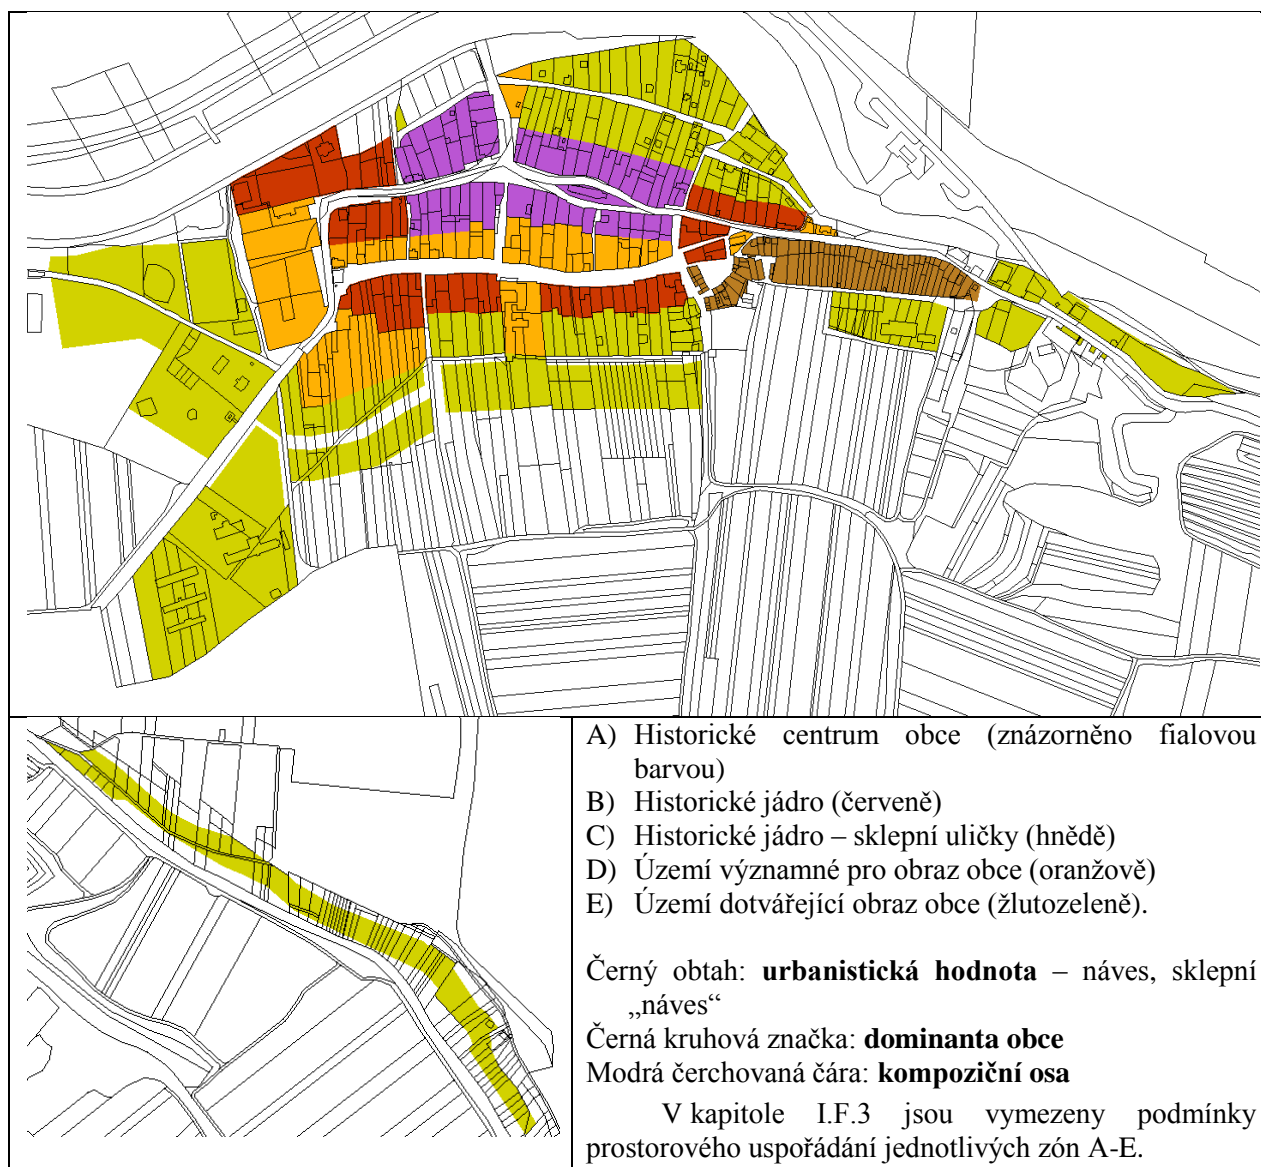 A) Historické centrum obce (znázorněno fialovou
barvou)
B) Historické jádro (červeně)
C) Historické jádro – sklepní uličky (hnědě)
D) Území významné pro obraz obce (oranžově)
E) Území dotvářející obraz obce (žlutozeleně).
Černý obtah: urbanistická hodnota – náves, sklepní
„náves“
Černá kruhová značka: dominanta obce
Modrá čerchovaná čára: kompoziční osa
V kapitole I.F.3 jsou vymezeny podmínky
prostorového uspořádání jednotlivých zón A-E.